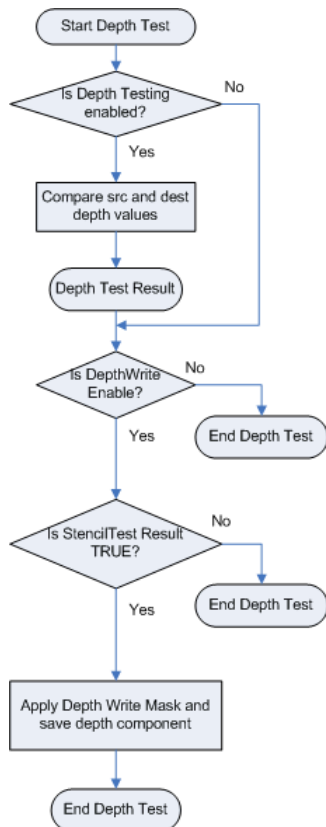 Start Depth Test
Is Depth Testing
enabled?
No
Yes
Compare src and dest
depth values
Depth Test Result
Is DepthWrite
Enable?
No
End Depth Test
Yes
Is StencilTest Result
TRUE?
No
End Depth Test
Yes
Apply Depth Write Mask and
save depth component
End Depth Test